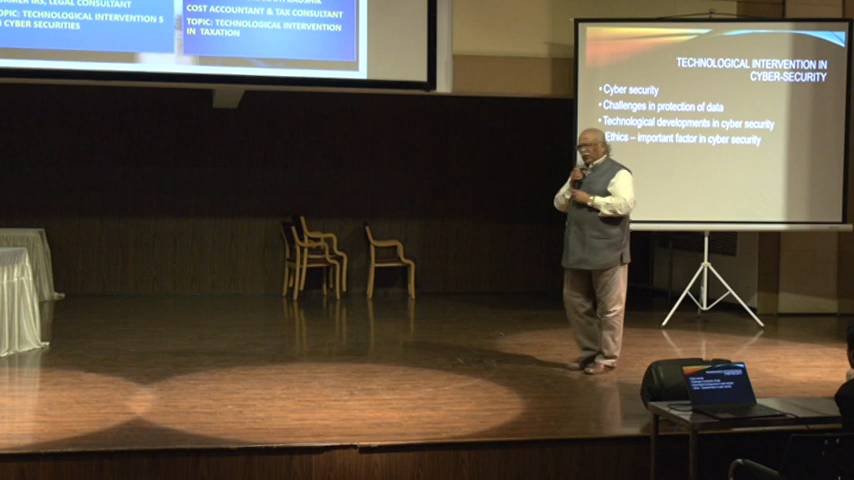 LEGAL CONSULTANT
TOPIC: TECHNOLOGICAL INTERVENTION S
CYBER SECURITIES
COST ACCOUNTANT & TAX CONSULTANT
TOPIC: TECHNOLOGICAL INTERVENTION
IN TAXATION
TECHNOLOGICAL INTERVENTION IN
CYBER-SECURITY
• Cyber security
• Challenges in protection of data
• Technological developments in cyber security
Ethics – important factor in cyber security